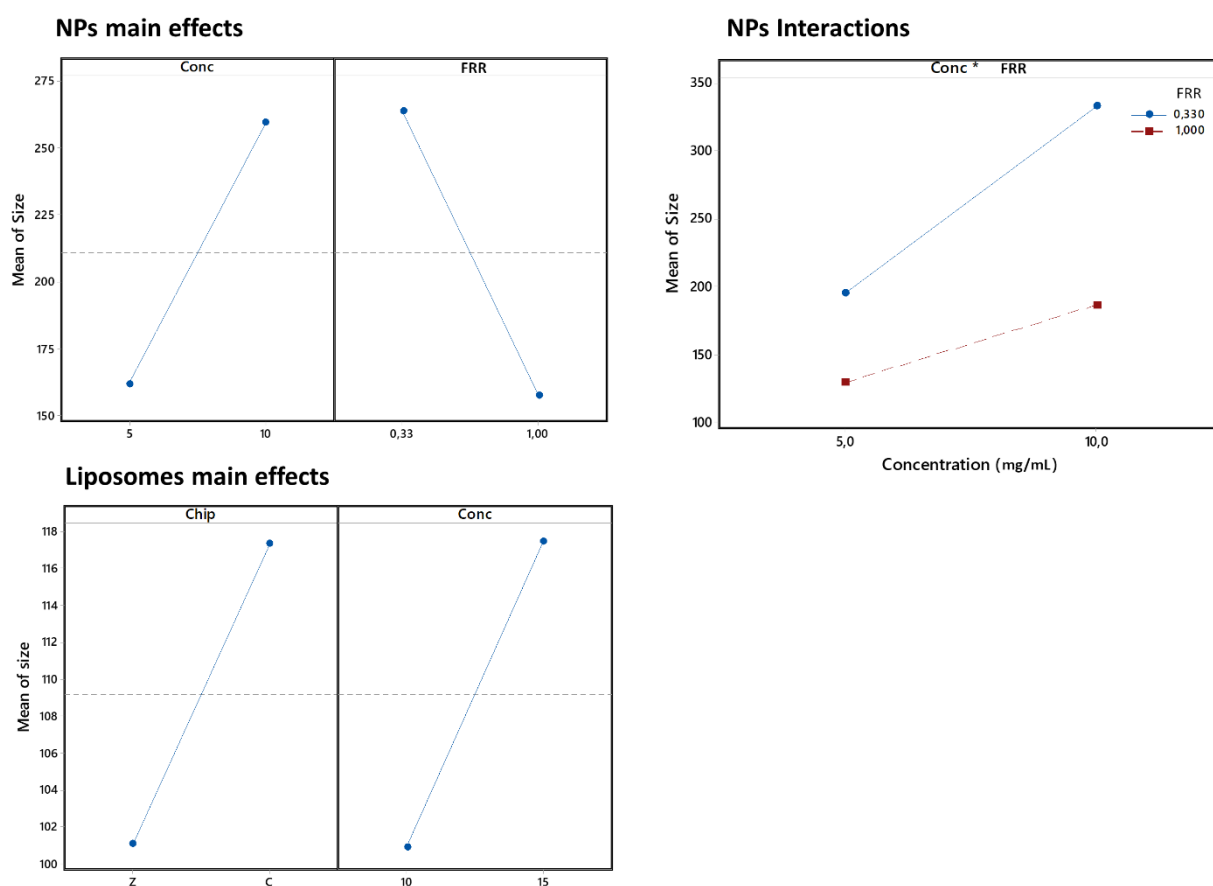 NPs main effects
Conc FRR
275
250
225
200
175
150
Mean of Size
5 10 0,33 1,00
NPs Interactions
Conc * FRR
350
300
250
200
150
100
Mean of Size
FRR
0,330
1,000
5,0 10,0
Concentration (mg/mL)
Liposomes main effects
Chip Conc
118
116
114
112
110
108
106
104
102
100
Mean of size
Z C 10 15